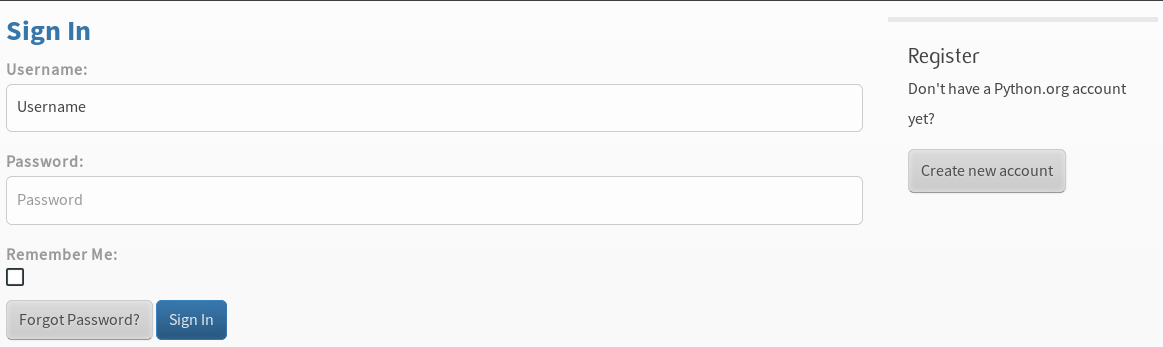 Sign In
Username:
Username
Password:
Password
Remember Me:
Forgot Password?
Sign In
Register
Don't have a Python.org account
yet?
Create new account